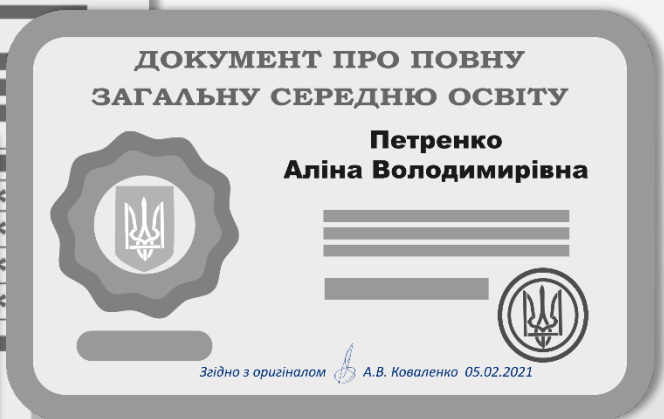 ДОКУМЕНТ ПРО ПОВНУ
ЗАГАЛЬНУ СЕРЕДНЮ ОСВІТУ
Петренко
Аліна Володимирівна
Згідно з оригіналом А.В. Коваленко 05.02.2021